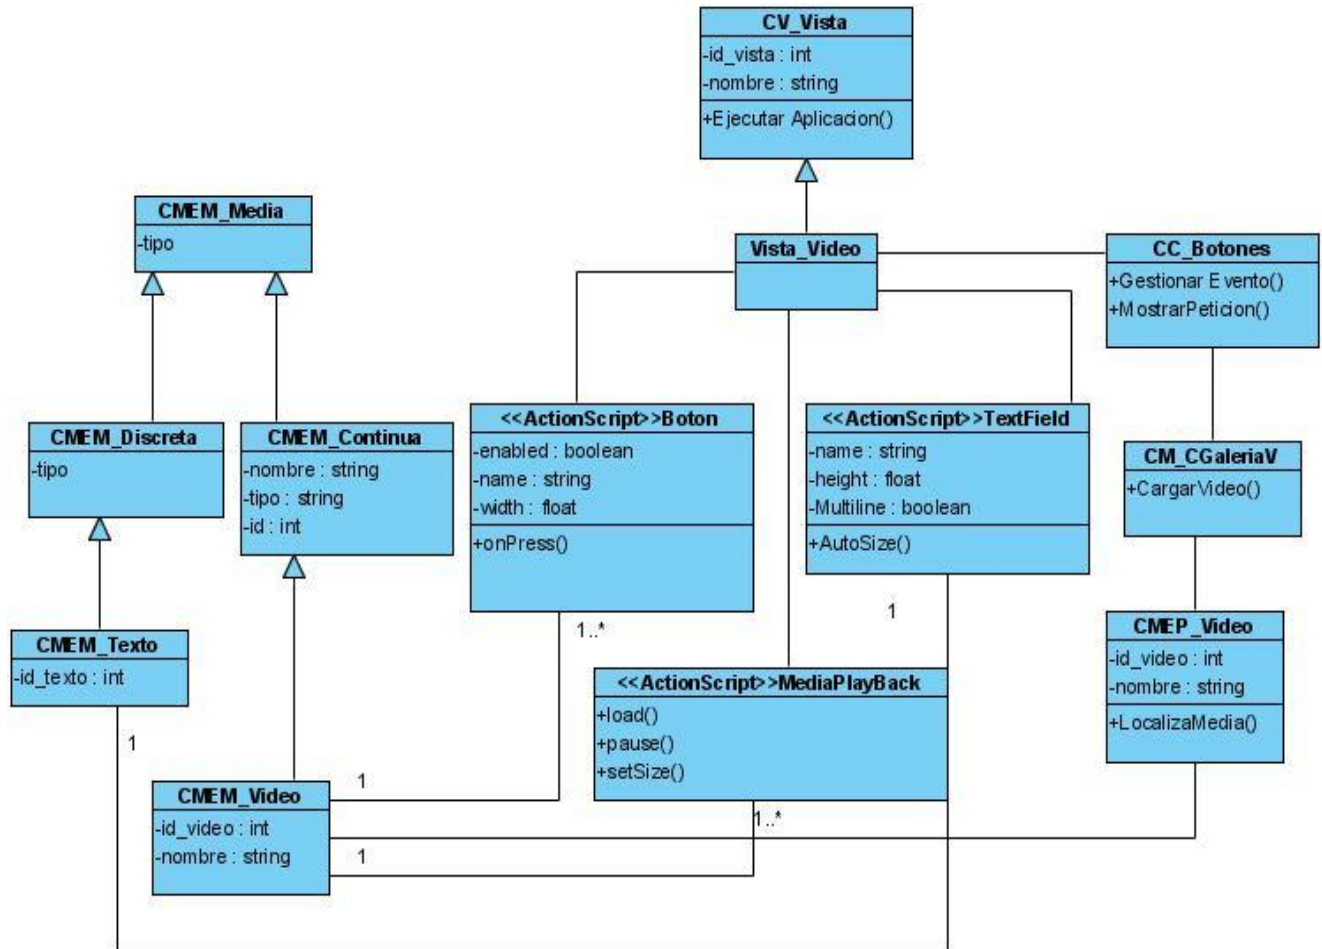 CV_Vista
-id_vista : int
-nombre : string
+Ejecutar Aplicacion()
CMEM_Media
-tipo
Vista_Video
CC_Botones
+Gestionar Evento()
+MostrarPeticion()
CMEM_Discreta
-tipo
CMEM_Continua
-nombre : string
-tipo : string
-id : int
<<ActionScript>>Boton
-enabled : boolean
-name : string
-width : float
+onPress()
<<ActionScript>>TextField
-name : string
-height : float
-Multiline : boolean
+AutoSize()
CM_CGaleriaV
+CargarVideo()
CMEM_Texto
-id_texto : int
1
1..*
1
<<ActionScript>>MediaPlayBack
+load()
+pause()
+setSize()
CMEP_Video
-id_video : int
-nombre : string
+LocalizaMedia()
CMEM_Video
-id_video : int
-nombre : string
1
1..*
1